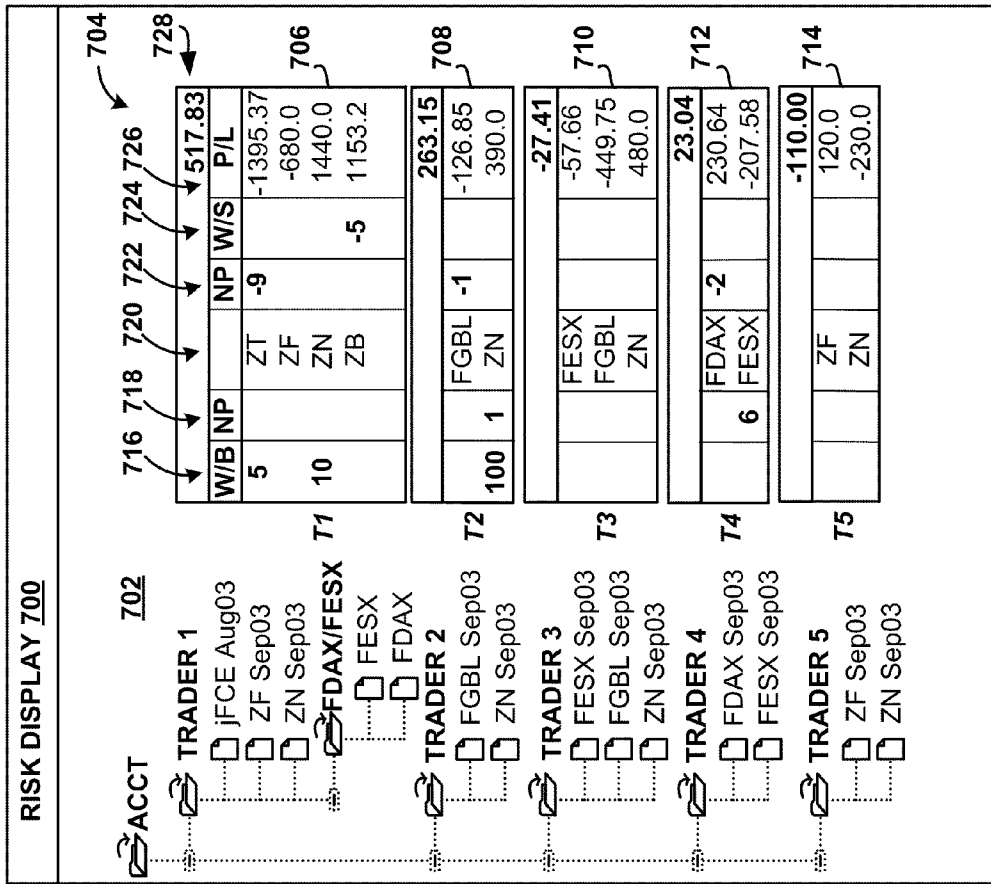 RISK DISPLAY 700
ACCT
702
TRADER 1
jFCE Aug03
ZF Sep03
ZN Sep03
FDAX/FESX
FESX
FDAX
TRADER 2
FGBL Sep03
ZN Sep03
TRADER 3
FESX Sep03
FGBL Sep03
ZN Sep03
TRADER 4
FDAX Sep03
FESX Sep03
TRADER 5
ZF Sep03
ZN Sep03
704
716 718 720 722 724 726 728
517.83
W/B NP NP W/S P/L
5 ZT -9 -1395.37
ZF -680.0
10 ZN 1440.0
ZB -5 1153.2
T1
706
263.15
FGBL -1 -126.85
100 1 ZN 390.0
T2
708
-27.41
FESX -57.66
FGBL -449.75
ZN 480.0
T3
710
23.04
FDAX -2 230.64
6 FESX -207.58
T4
712
-110.00
ZF 120.0
ZN -230.0
T5
714